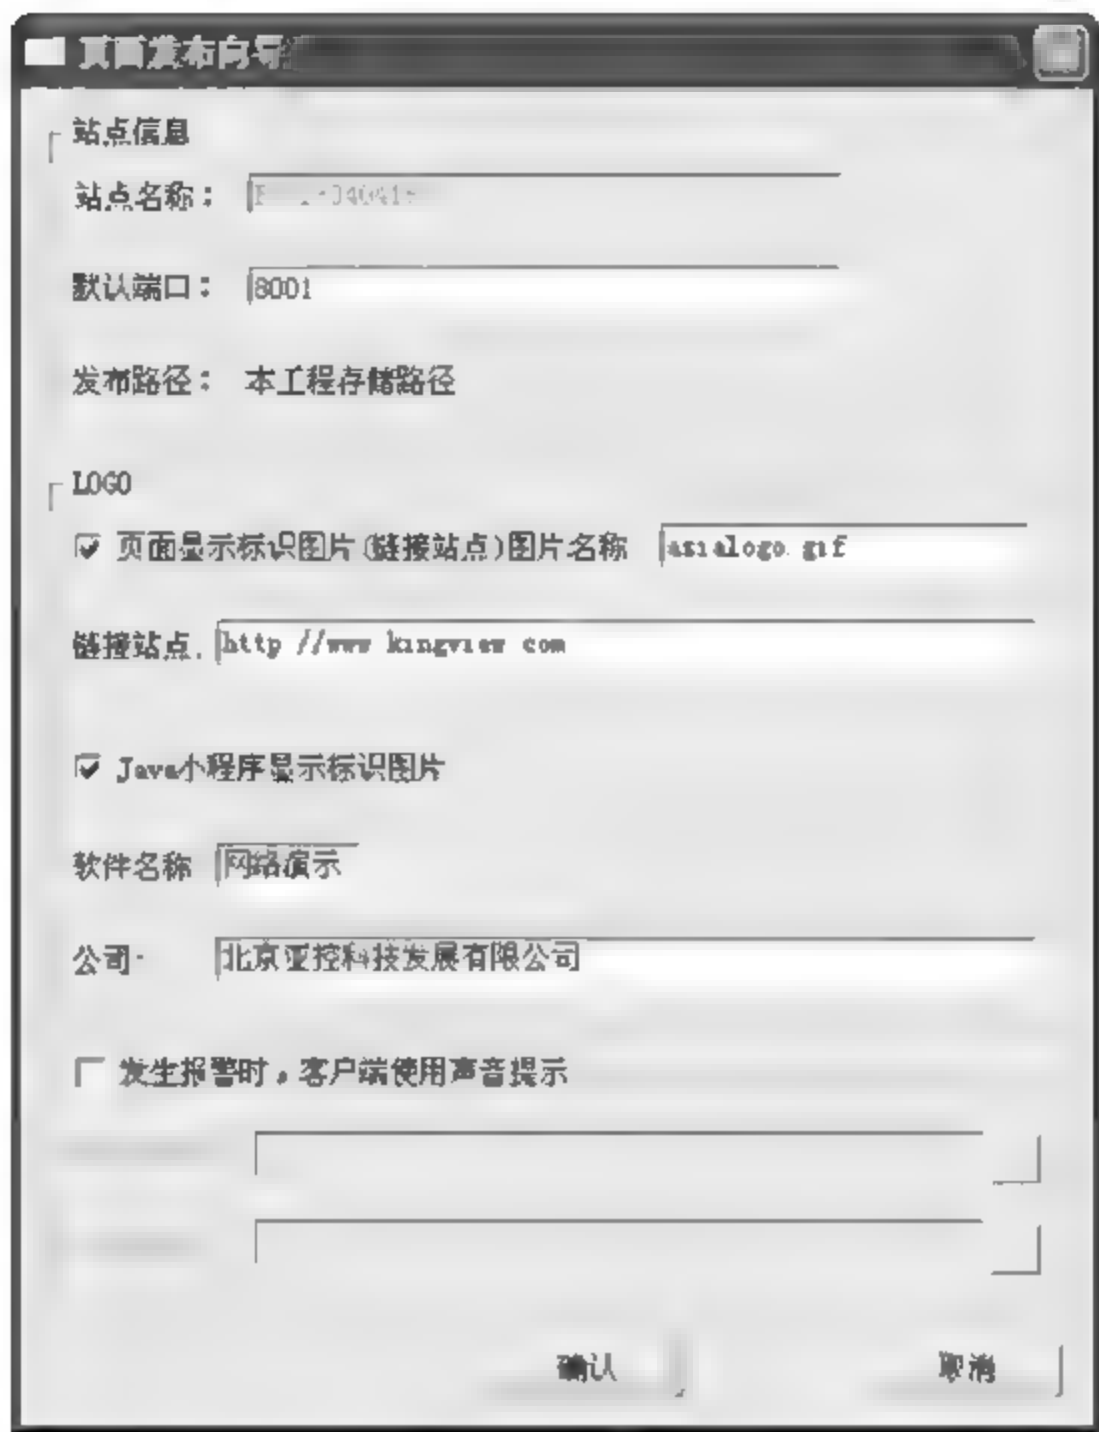 页面发布向导
站点信息
站点名称：
默认端口： 8001
发布路径： 本工程存储路径
LOGO
页面显示标识图片(链接站点)图片名称 asialogo.gif
链接站点. http //www kingview com
Java小程序显示标识图片
软件名称 网络演示
公司· 北京亚控科技发展有限公司
发生报警时，客户端使用声音提示
确认 取消